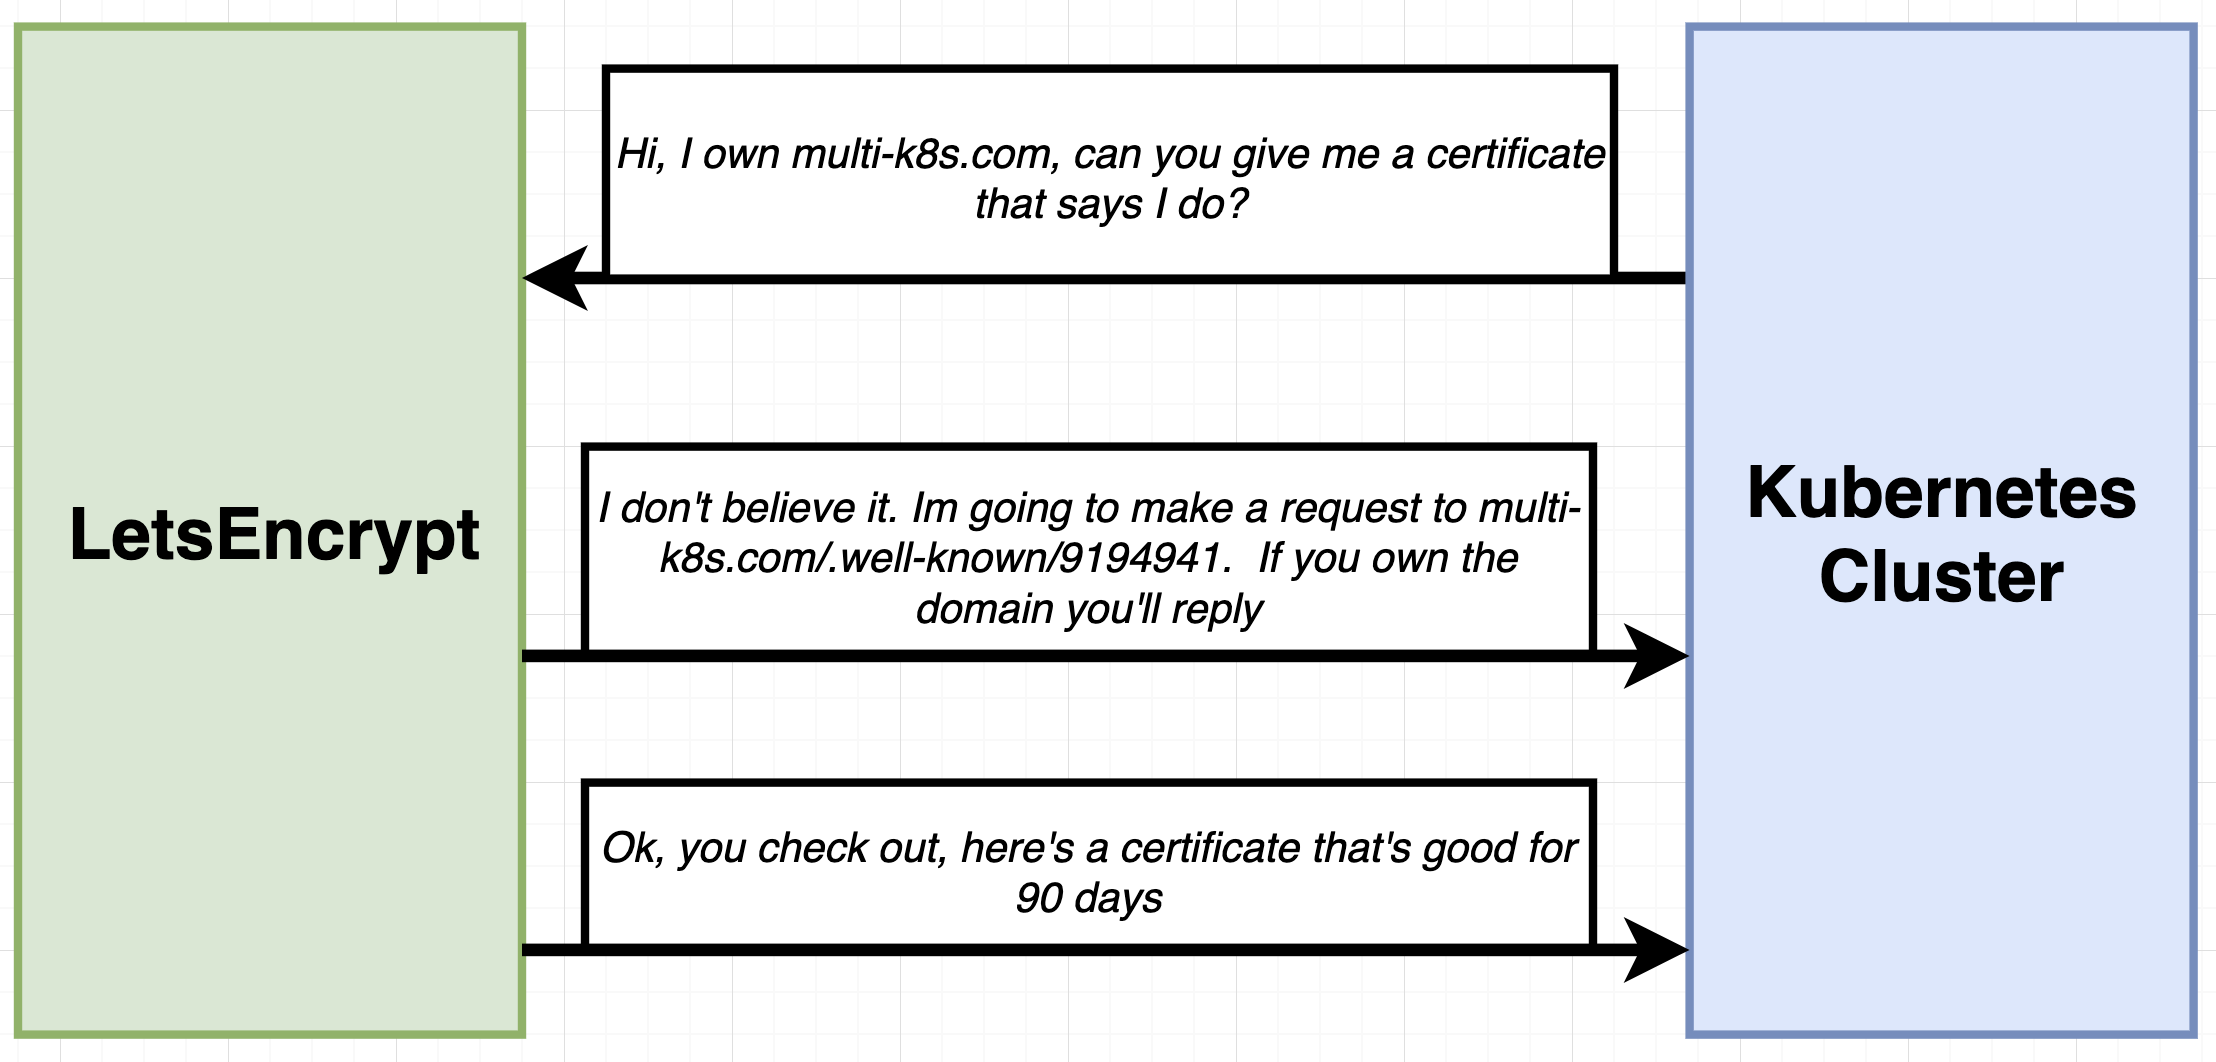 Hi, I own multi-k8s.com, can you give me a certificate
that says I do?
LetsEncrypt
I don't believe it. Im going to make a request to multi-
k8s.com/.well-known/9194941.  If you own the
domain you'll reply
Kubernetes
Cluster
Ok, you check out, here's a certificate that's good for
90 days